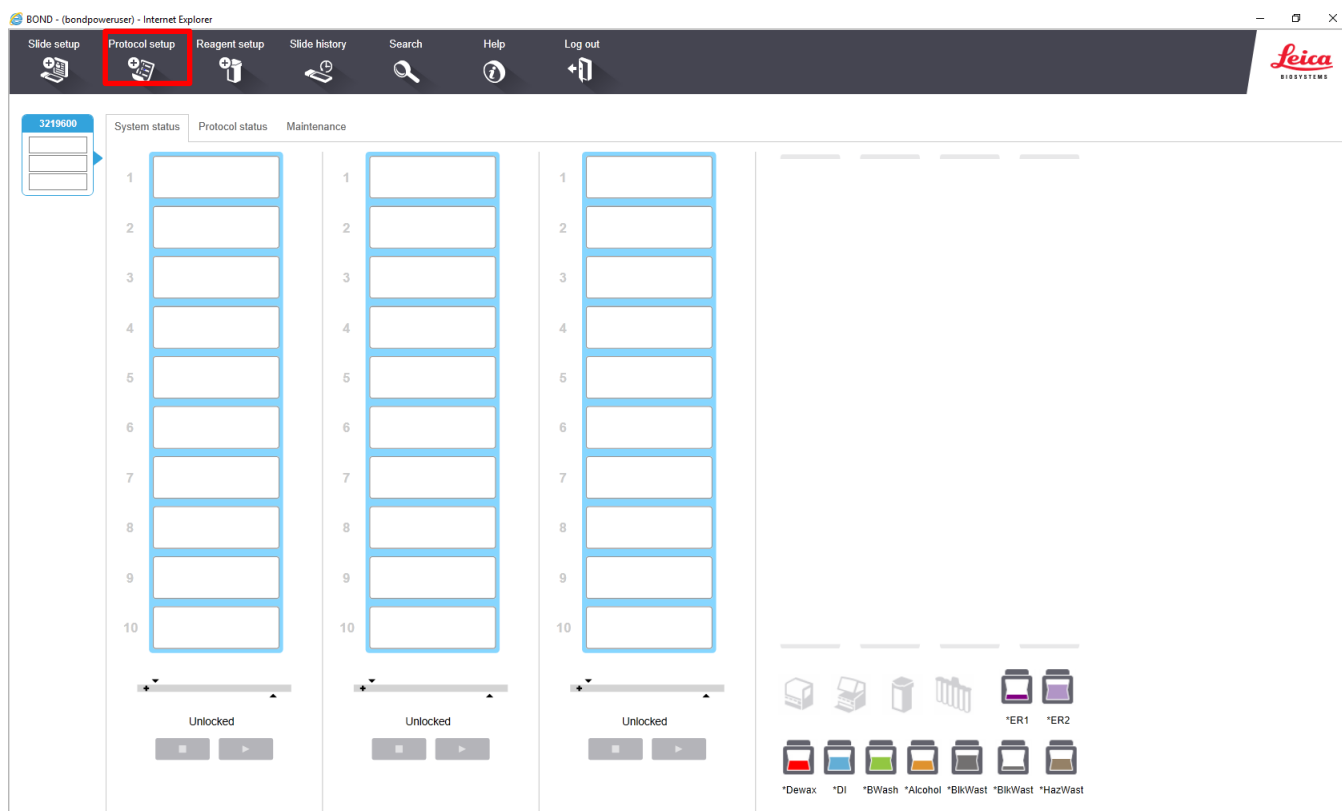 BOND - (bondpoweruser) - Internet Explorer
Slide setup Protocol setup Reagent setup Slide history Search Help Log out
Leica
BIOSYSTEMS
3219600
System status Protocol status Maintenance
1 1 1
2 2 2
3 3 3
4 4 4
5 5 5
6 6 6
7 7 7
8 8 8
9 9 9
10 10 10
Unlocked Unlocked Unlocked
*ER1 *ER2
*Dewax *DI *BWash *Alcohol *BlkWast *BlkWast *HazWast